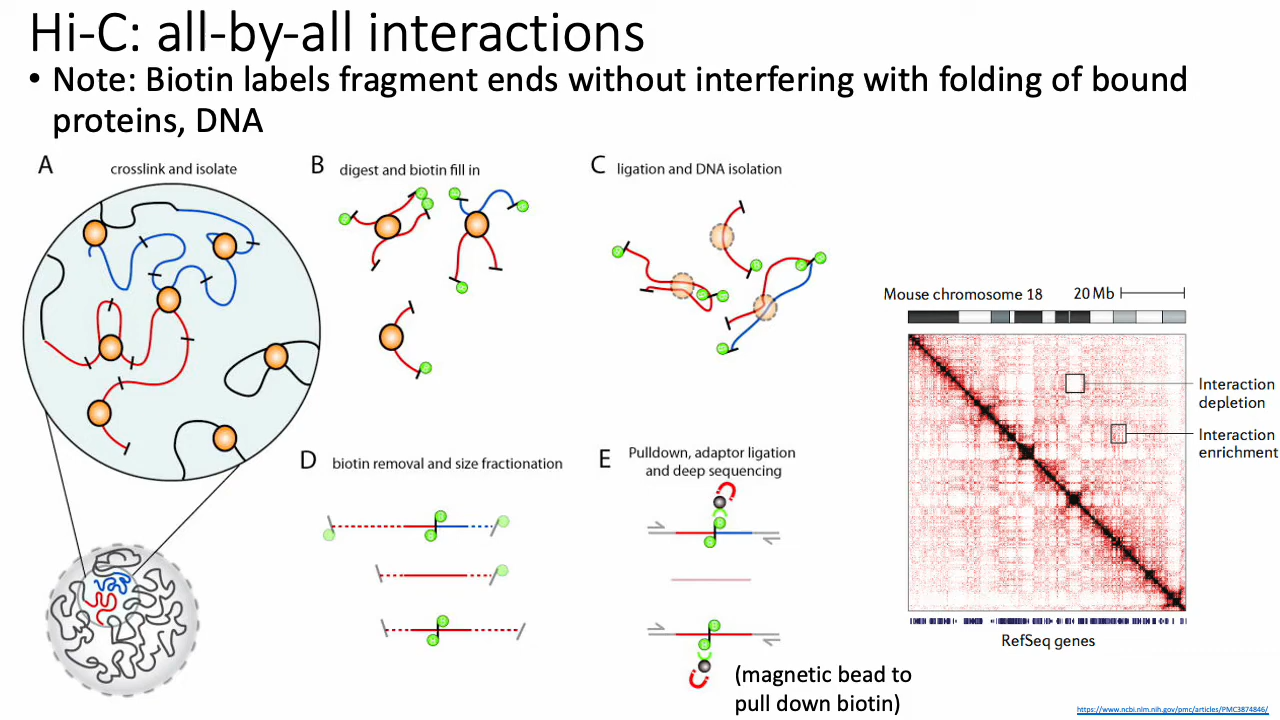 Hi-C: all-by-all interactions
• Note: Biotin labels fragment ends without interfering with folding of bound
proteins, DNA
A crosslink and isolate
B digest and biotin fill in
C ligation and DNA isolation
D biotin removal and size fractionation
E Pulldown, adaptor ligation
and deep sequencing
(magnetic bead to
pull down biotin)
Mouse chromosome 18 20 Mb
Interaction
depletion
Interaction
enrichment
RefSeq genes
https://www.ncbi.nlm.nih.gov/pmc/articles/PMC3874846/